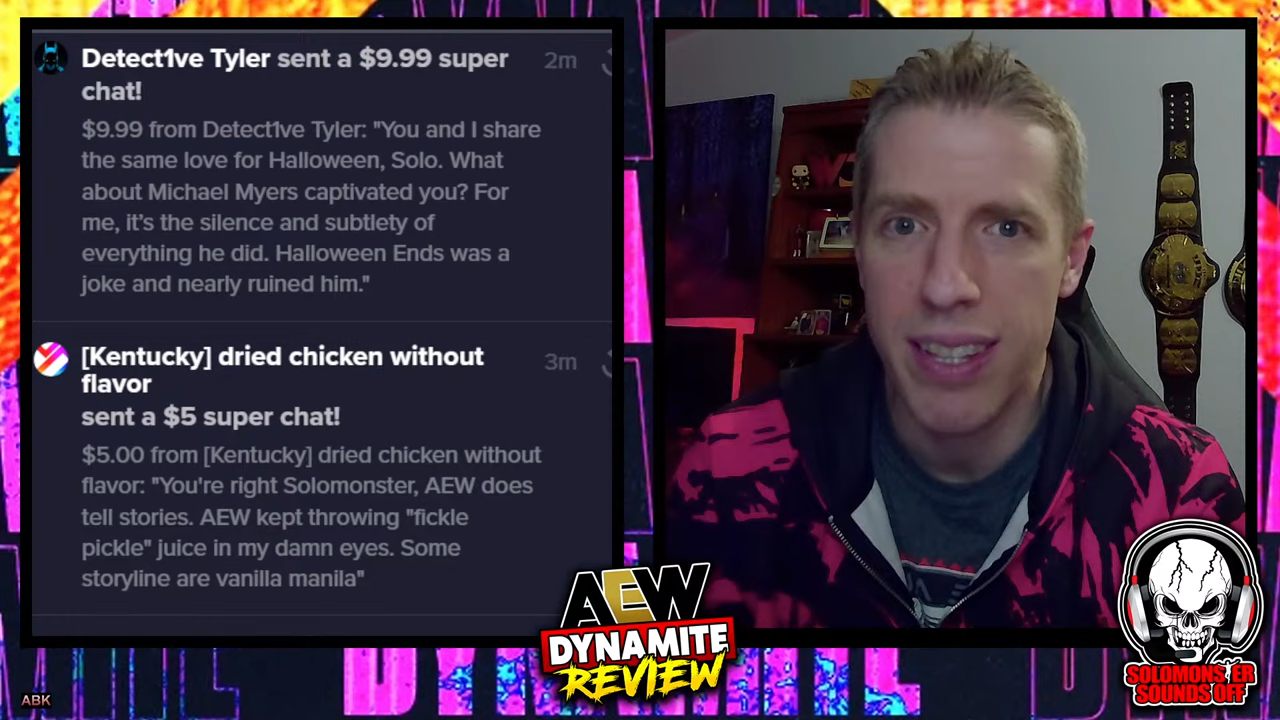 Detect1ve Tyler sent a $9.99 super
chat!
2m
$9.99 from Detect1ve Tyler: "You and I share
the same love for Halloween, Solo. What
about Michael Myers captivated you? For
me, it's the silence and subtlety of
everything he did. Halloween Ends was a
joke and nearly ruined him."
[Kentucky] dried chicken without
flavor
3m
sent a $5 super chat!
$5.00 from [Kentucky] dried chicken without
flavor: "You're right Solomonster, AEW does
tell stories. AEW kept throwing "fickle
pickle" juice in my damn eyes. Some
storyline are vanilla manila"
AEW
DYNAMITE
REVIEW
SOLOMONSTER
SOUNDS OFF
ABK